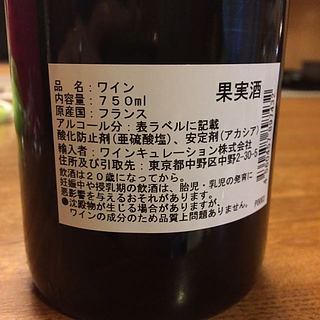 品 名：ワイン
果実酒
内容量：750ml
原産国：フランス
アルコール分：表ラベルに記載
酸化防止剤(亜硫酸塩)、安定剤(アカシア)
輸入者：ワインキュレーション株式会社
住所及び引取先：東京都中野区中野2-30-9
飲酒は20歳になってから。
妊娠中や授乳期の飲酒は、胎児・乳児の発育に
悪影響を与えるおそれがあります。
●沈殿物が生じる場合がありますが、
ワインの成分のため品質上問題ありません。